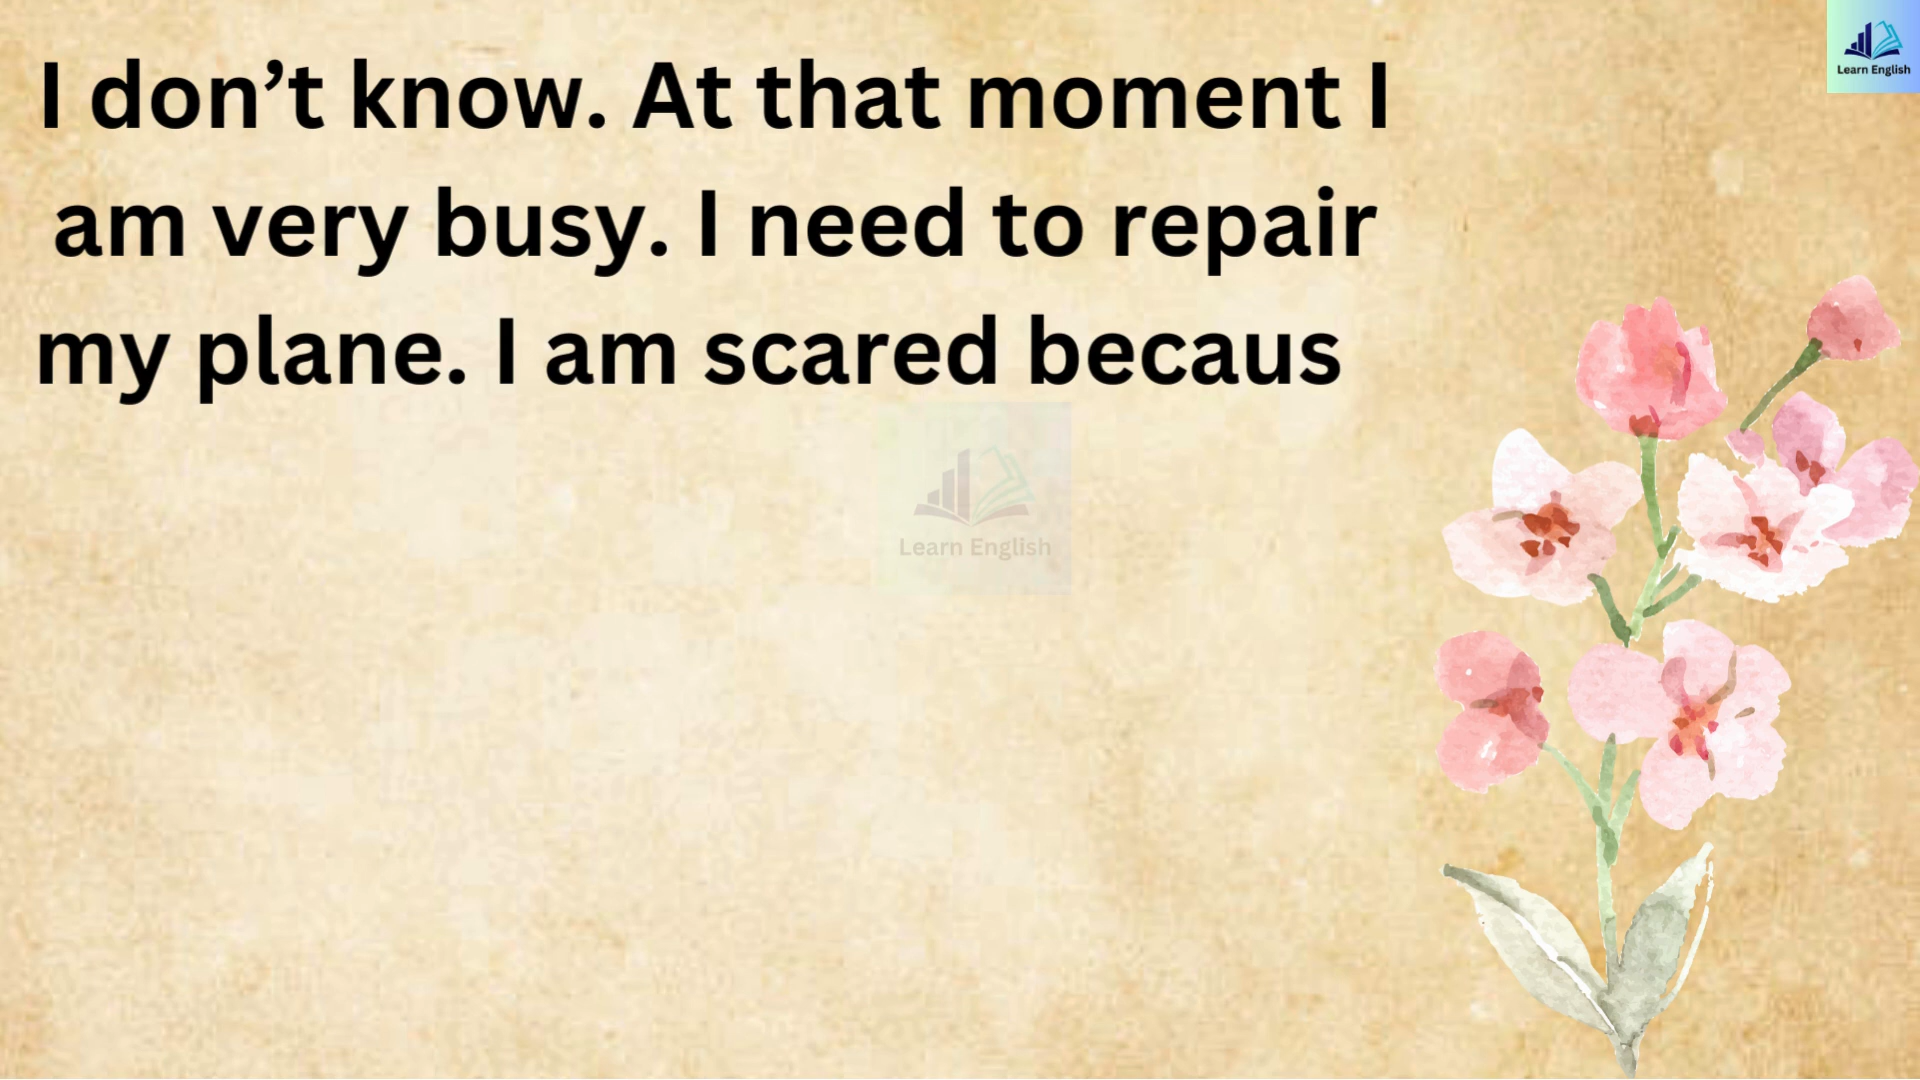 I don’t know. At that moment I
am very busy. I need to repair
my plane. I am scared becaus
Learn English
Learn English